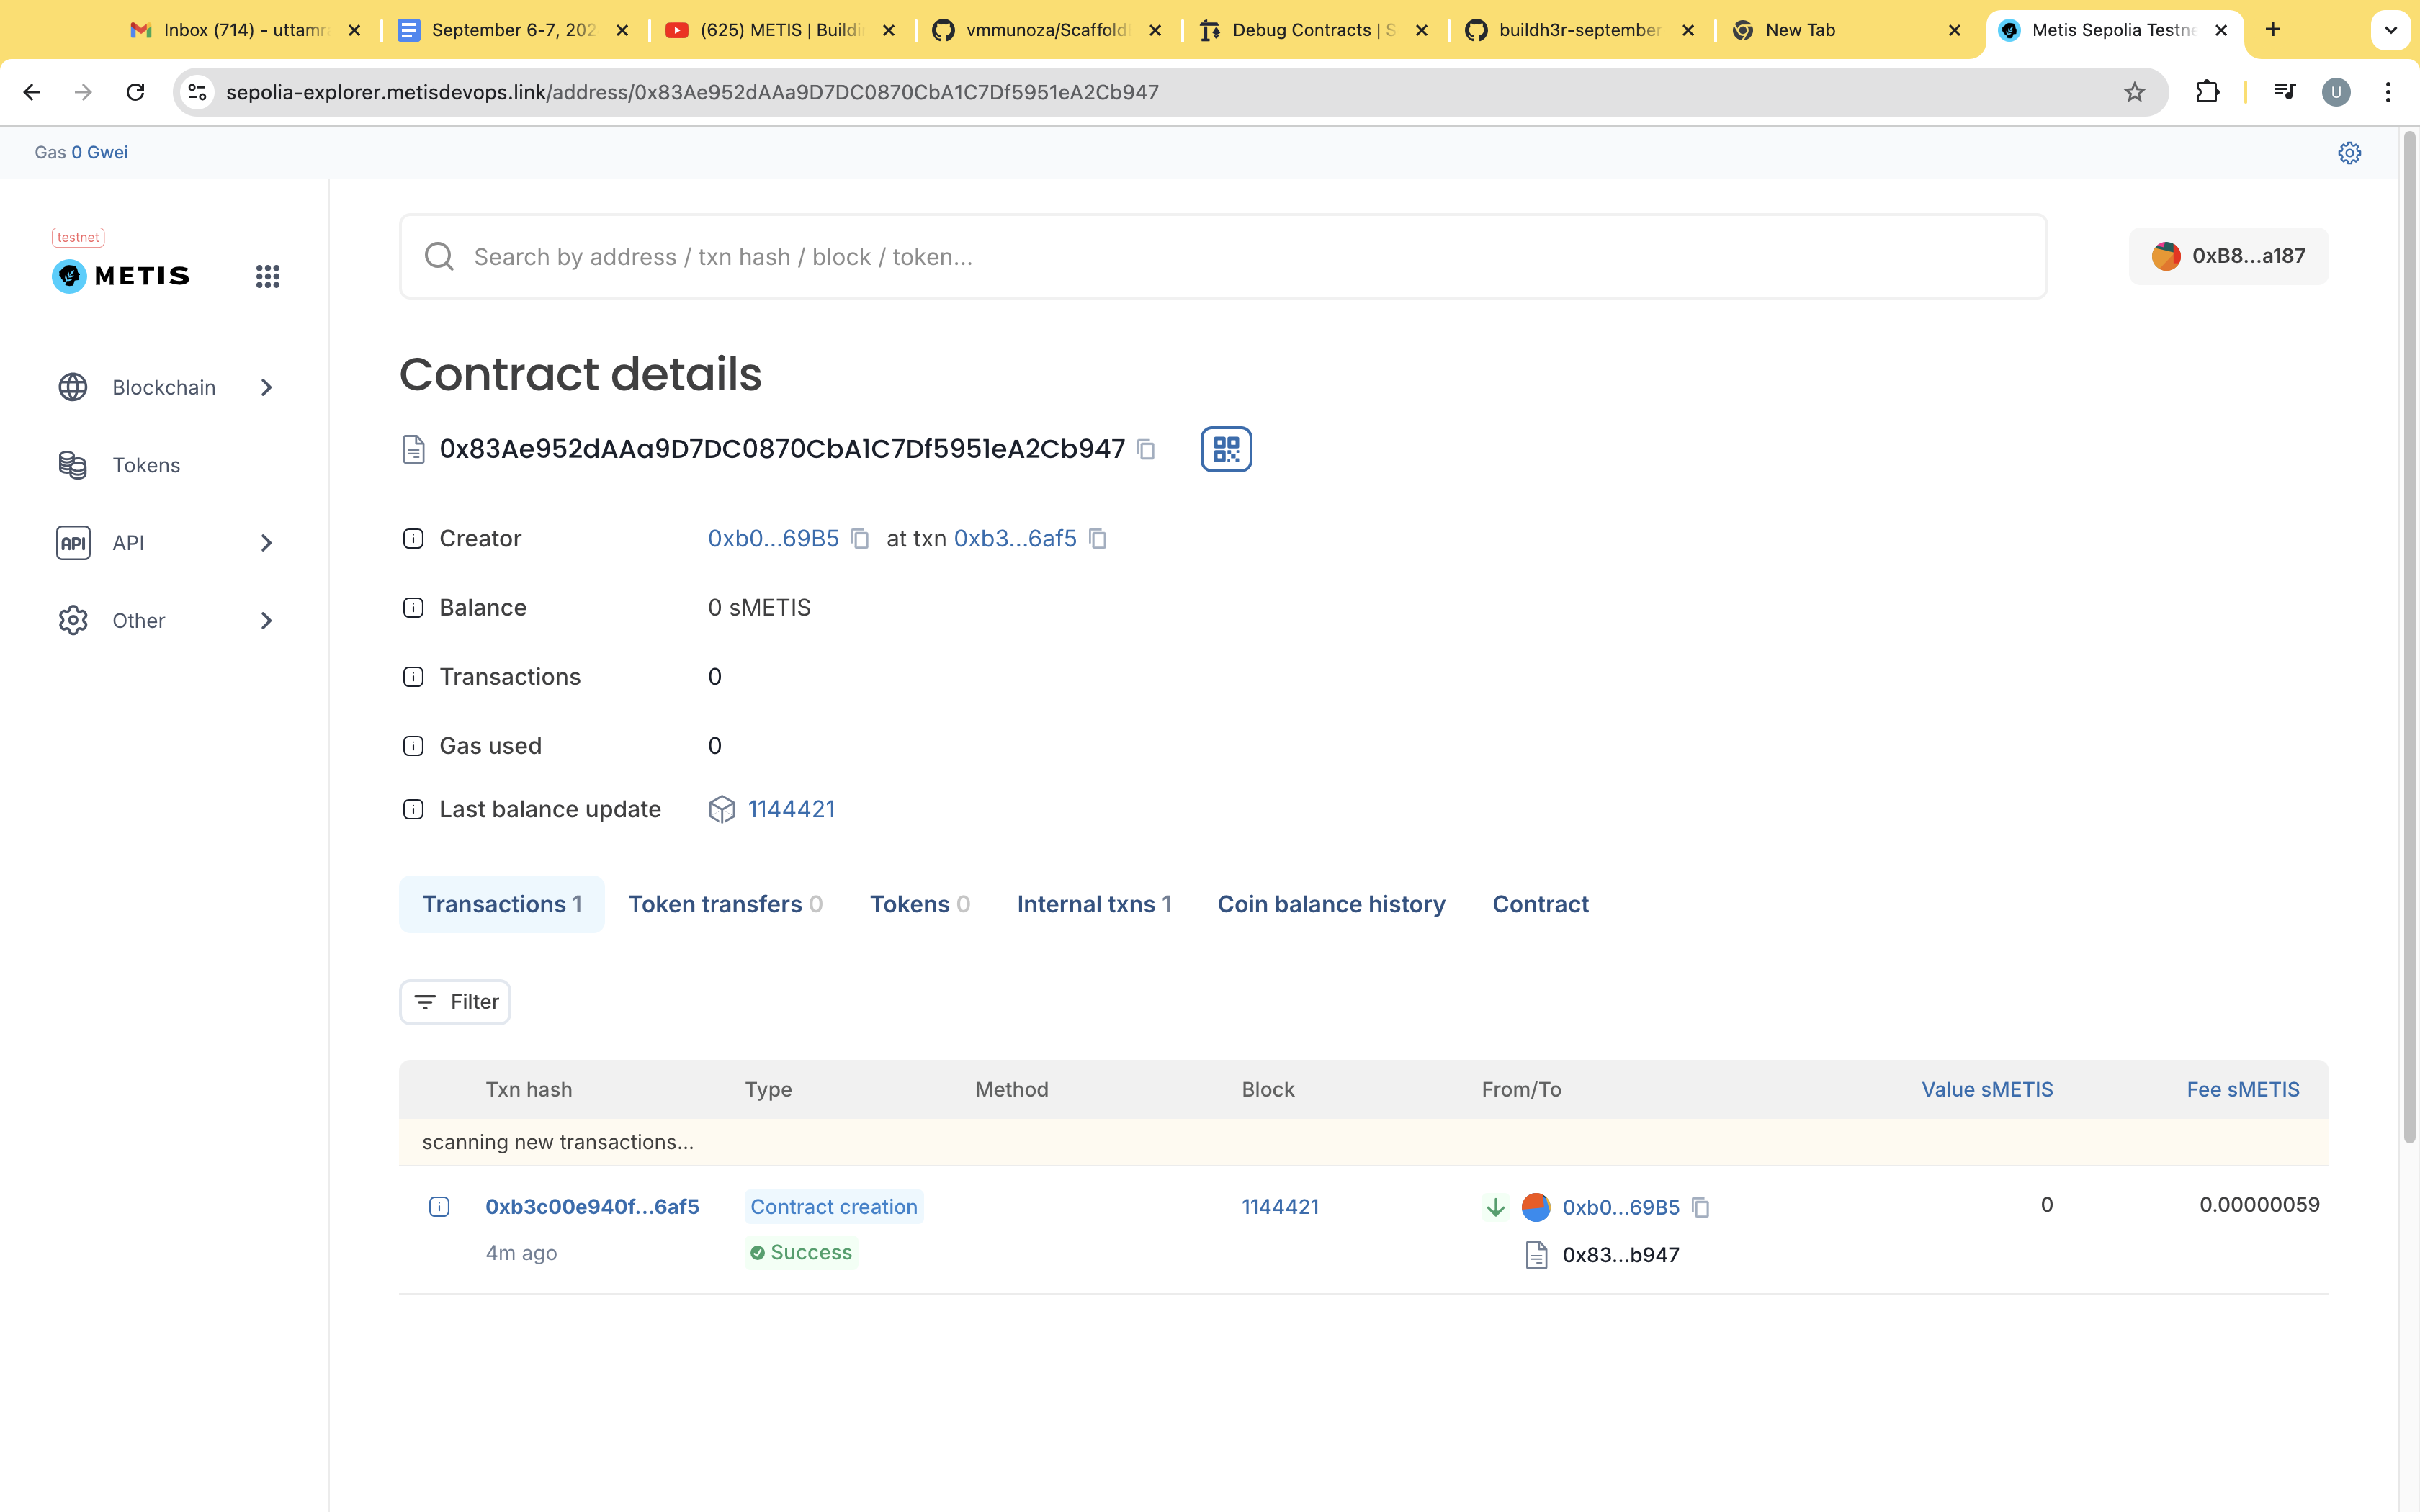 Inbox (714) - uttamra
September 6-7, 202
(625) METIS | Buildi
vmmunoza/Scaffold
Debug Contracts | S
buildh3r-september
New Tab
Metis Sepolia Testne
sepolia-explorer.metisdevops.link/address/0x83Ae952dAAa9D7DC0870CbA1C7Df5951eA2Cb947
U
Gas 0 Gwei
testnet
METIS
Search by address / txn hash / block / token...
0xB8...a187
Blockchain
Tokens
API API
Other
Contract details
0x83Ae952dAAa9D7DC0870CbA1C7Df5951eA2Cb947
Creator 0xb0...69B5 at txn 0xb3...6af5
Balance 0 sMETIS
Transactions 0
Gas used 0
Last balance update 1144421
Transactions 1 Token transfers 0 Tokens 0 Internal txns 1 Coin balance history Contract
Filter
Txn hash Type Method Block From/To Value sMETIS Fee sMETIS
scanning new transactions...
0xb3c00e940f...6af5 Contract creation 1144421 0xb0...69B5 0 0.00000059
4m ago Success 0x83...b947